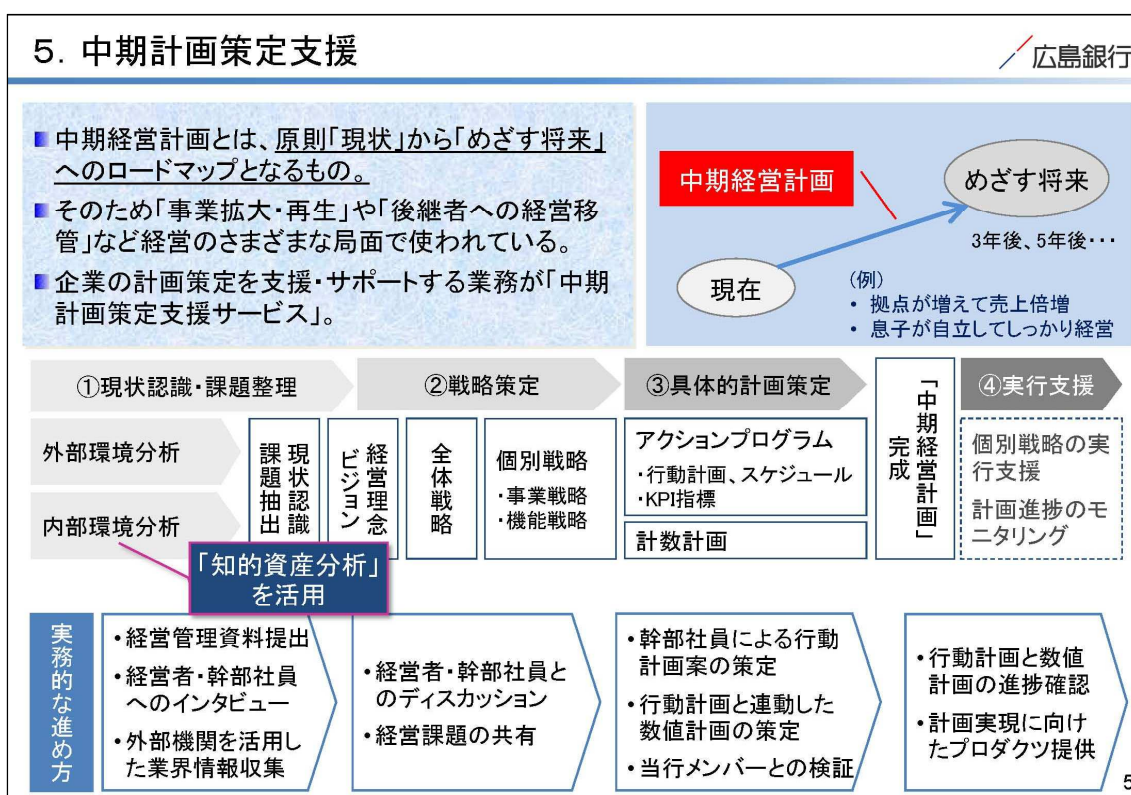 5. 中期計画策定支援
広島銀行
■中期経営計画とは、原則「現状」から「めざす将来」
へのロードマップとなるもの。
■そのため「事業拡大・再生」や「後継者への経営移
管」など経営のさまざまな局面で使われている。
■企業の計画策定を支援・サポートする業務が「中期
計画策定支援サービス」。
中期経営計画
めざす将来
3年後、5年後・・・
現在
(例)
• 拠点が増えて売上倍増
• 息子が自立してしっかり経営
①現状認識・課題整理
②戦略策定
③具体的計画策定
「中期経営計画」
完成
④実行支援
外部環境分析
内部環境分析
現状認識
課題抽出
経営理念
ビジョン
全体戦略
個別戦略
・事業戦略
・機能戦略
アクションプログラム
・行動計画、スケジュール
・KPI指標
計数計画
個別戦略の実
行支援
計画進捗のモ
ニタリング
「知的資産分析」
を活用
実務的な進め方
•経営管理資料提出
•経営者・幹部社員
へのインタビュー
•外部機関を活用し
た業界情報収集
•経営者・幹部社員と
のディスカッション
•経営課題の共有
•幹部社員による行動
計画案の策定
•行動計画と連動した
数値計画の策定
•当行メンバーとの検証
•行動計画と数値
計画の進捗確認
•計画実現に向け
たプロダクツ提供
5